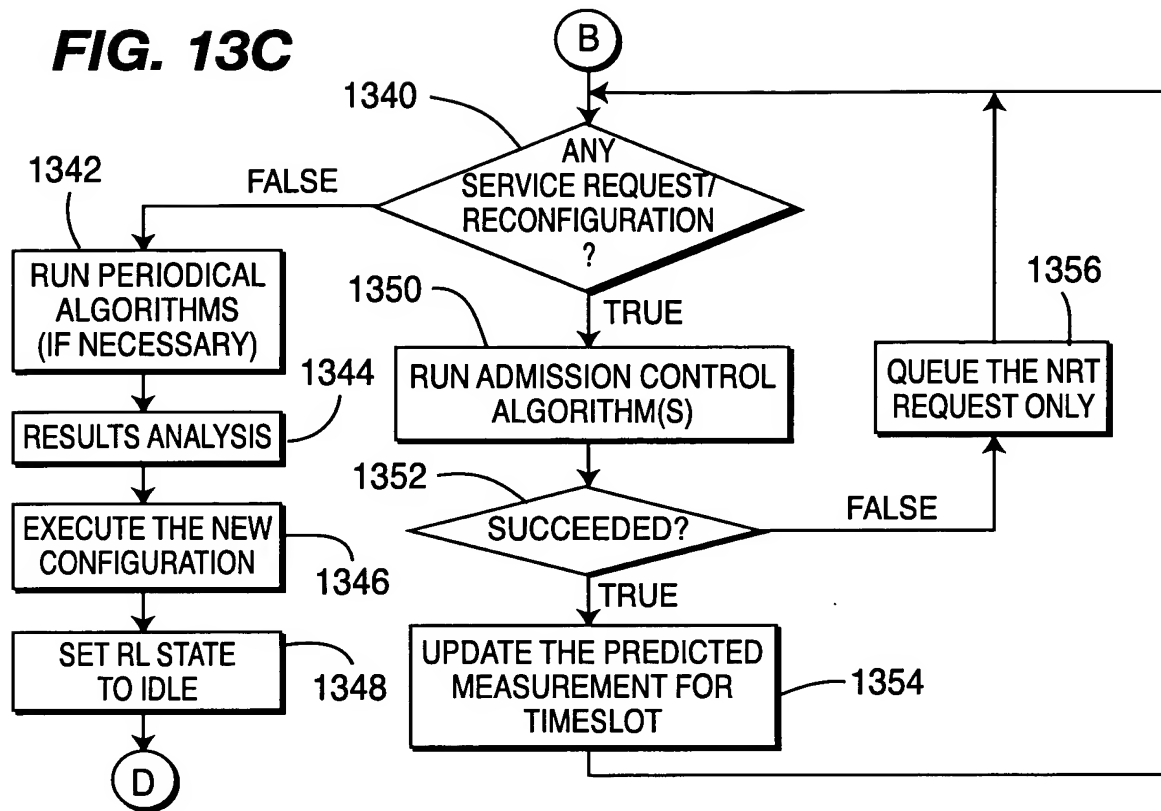 FIG. 13C
B
1340
ANY
SERVICE REQUEST/
RECONFIGURATION
?
FALSE
1342
RUN PERIODICAL
ALGORITHMS
(IF NECESSARY)
1344
RESULTS ANALYSIS
EXECUTE THE NEW
CONFIGURATION
1346
SET RL STATE
TO IDLE
1348
D
TRUE
1350
RUN ADMISSION CONTROL
ALGORITHM(S)
1352
SUCCEEDED?
FALSE
1356
QUEUE THE NRT
REQUEST ONLY
TRUE
UPDATE THE PREDICTED
MEASUREMENT FOR
TIMESLOT
1354